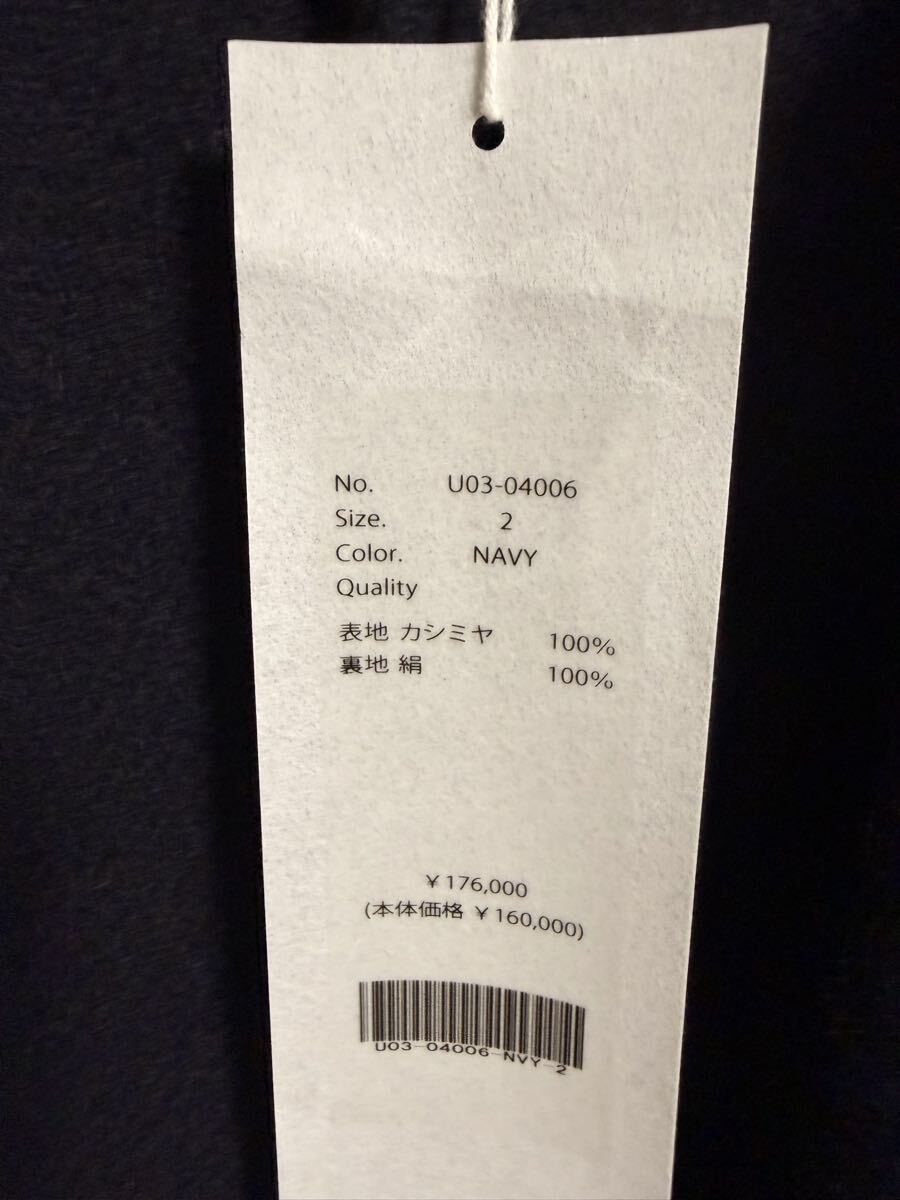 No. U03-04006
Size. 2
Color. NAVY
Quality
表地 カシミヤ 100%
裏地 絹 100%
¥176,000
(本体価格 ¥160,000)
U03-04006-NVY-2